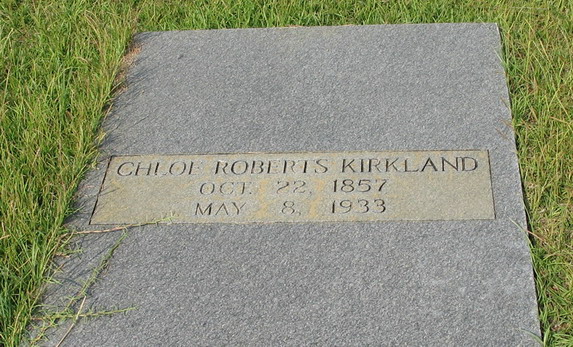 CHLOE ROBERTS KIRKLAND
OCT. 22, 1857
MAY 8, 1933